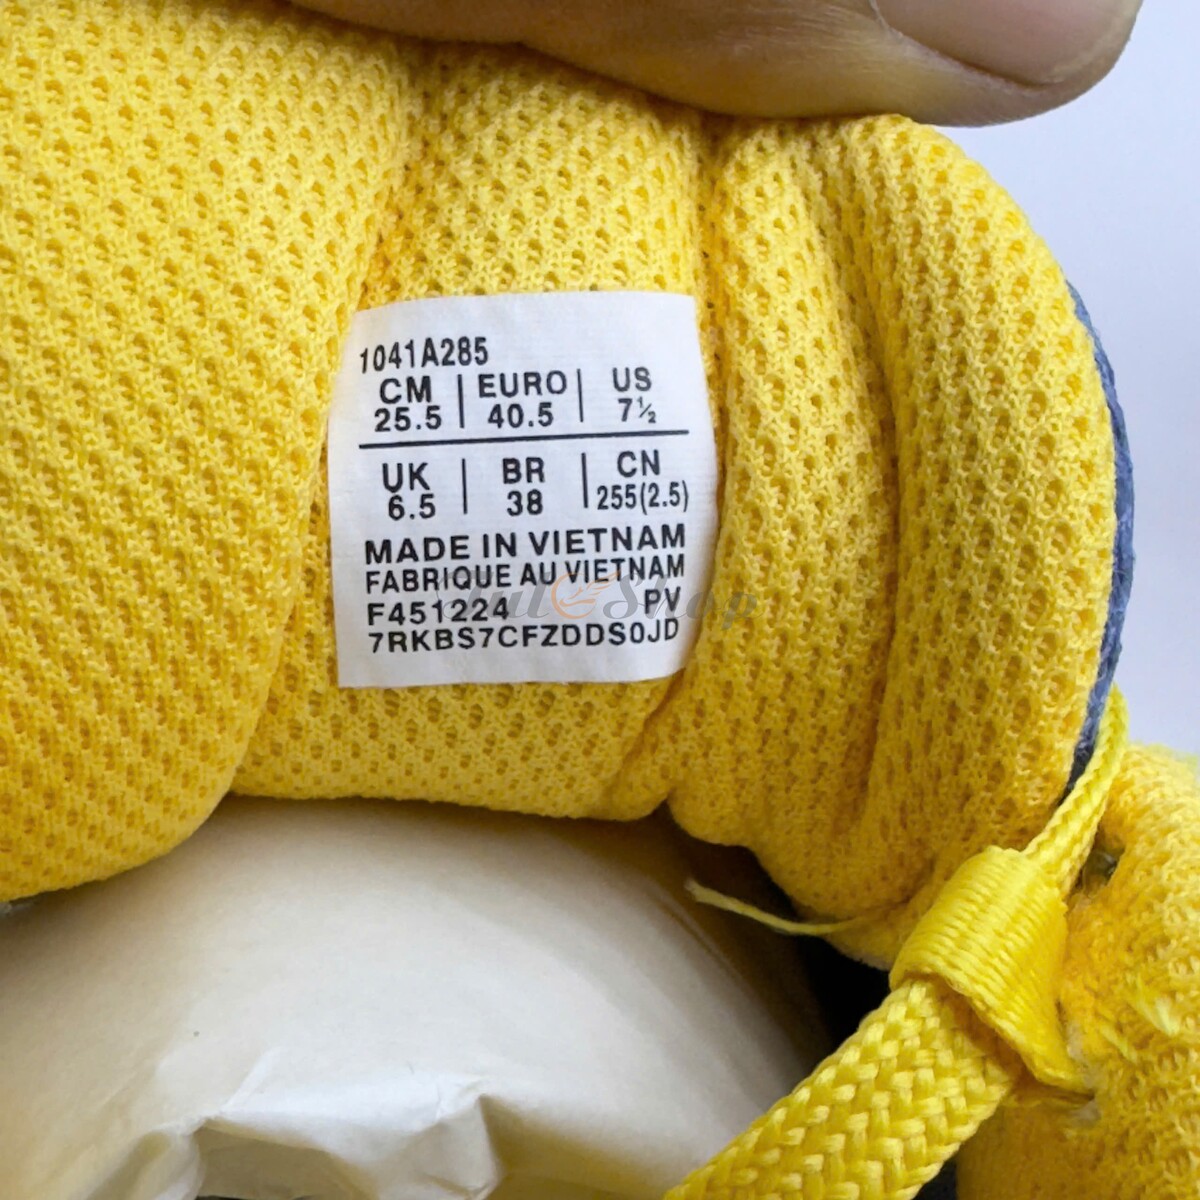 1041A285
CM | EURO | US
25.5 | 40.5 | 7½
UK | BR | CN
6.5 | 38 | 255(2.5)
MADE IN VIETNAM
FABRIQUE AU VIETNAM
F451224 PV
7RKBS7CFZDDS0JD
Shop